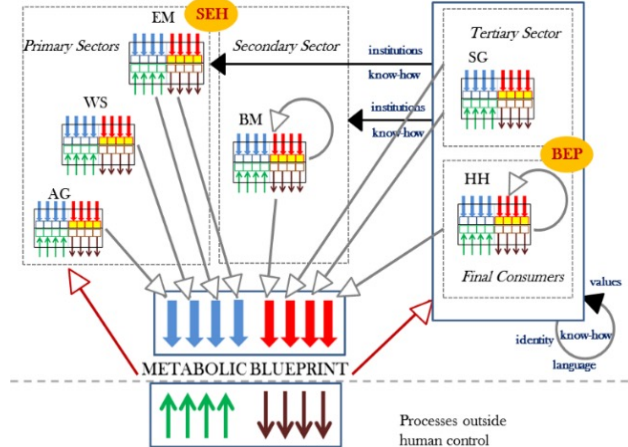 EM
SEH
Primary Sectors
Secondary Sector
Tertiary Sector
institutions
know-how
SG
WS
BM
institutions
know-how
BEP
AG
HH
Final Consumers
values
identity
know-how
language
METABOLIC BLUEPRINT
Processes outside
human control